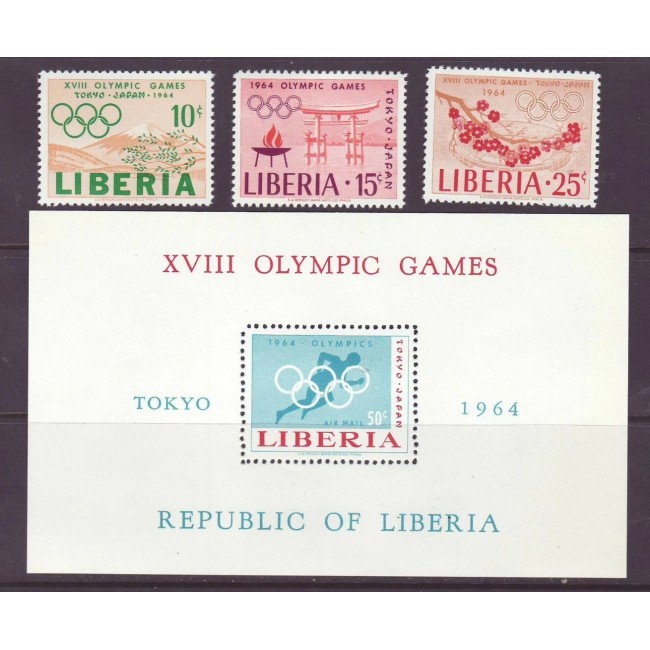 XVIII OLYMPIC GAMES
TOKYO · JAPAN · 1964
10¢
LIBERIA
1964 OLYMPIC GAMES
TOKYO · JAPAN
LIBERIA · 15¢
XVIII OLYMPIC GAMES - TOKYO · JAPAN
1964
LIBERIA · 25¢
XVIII OLYMPIC GAMES
1964 - OLYMPICS
TOKYO · JAPAN
TOKYO
1964
50¢
AIR MAIL
LIBERIA
REPUBLIC OF LIBERIA